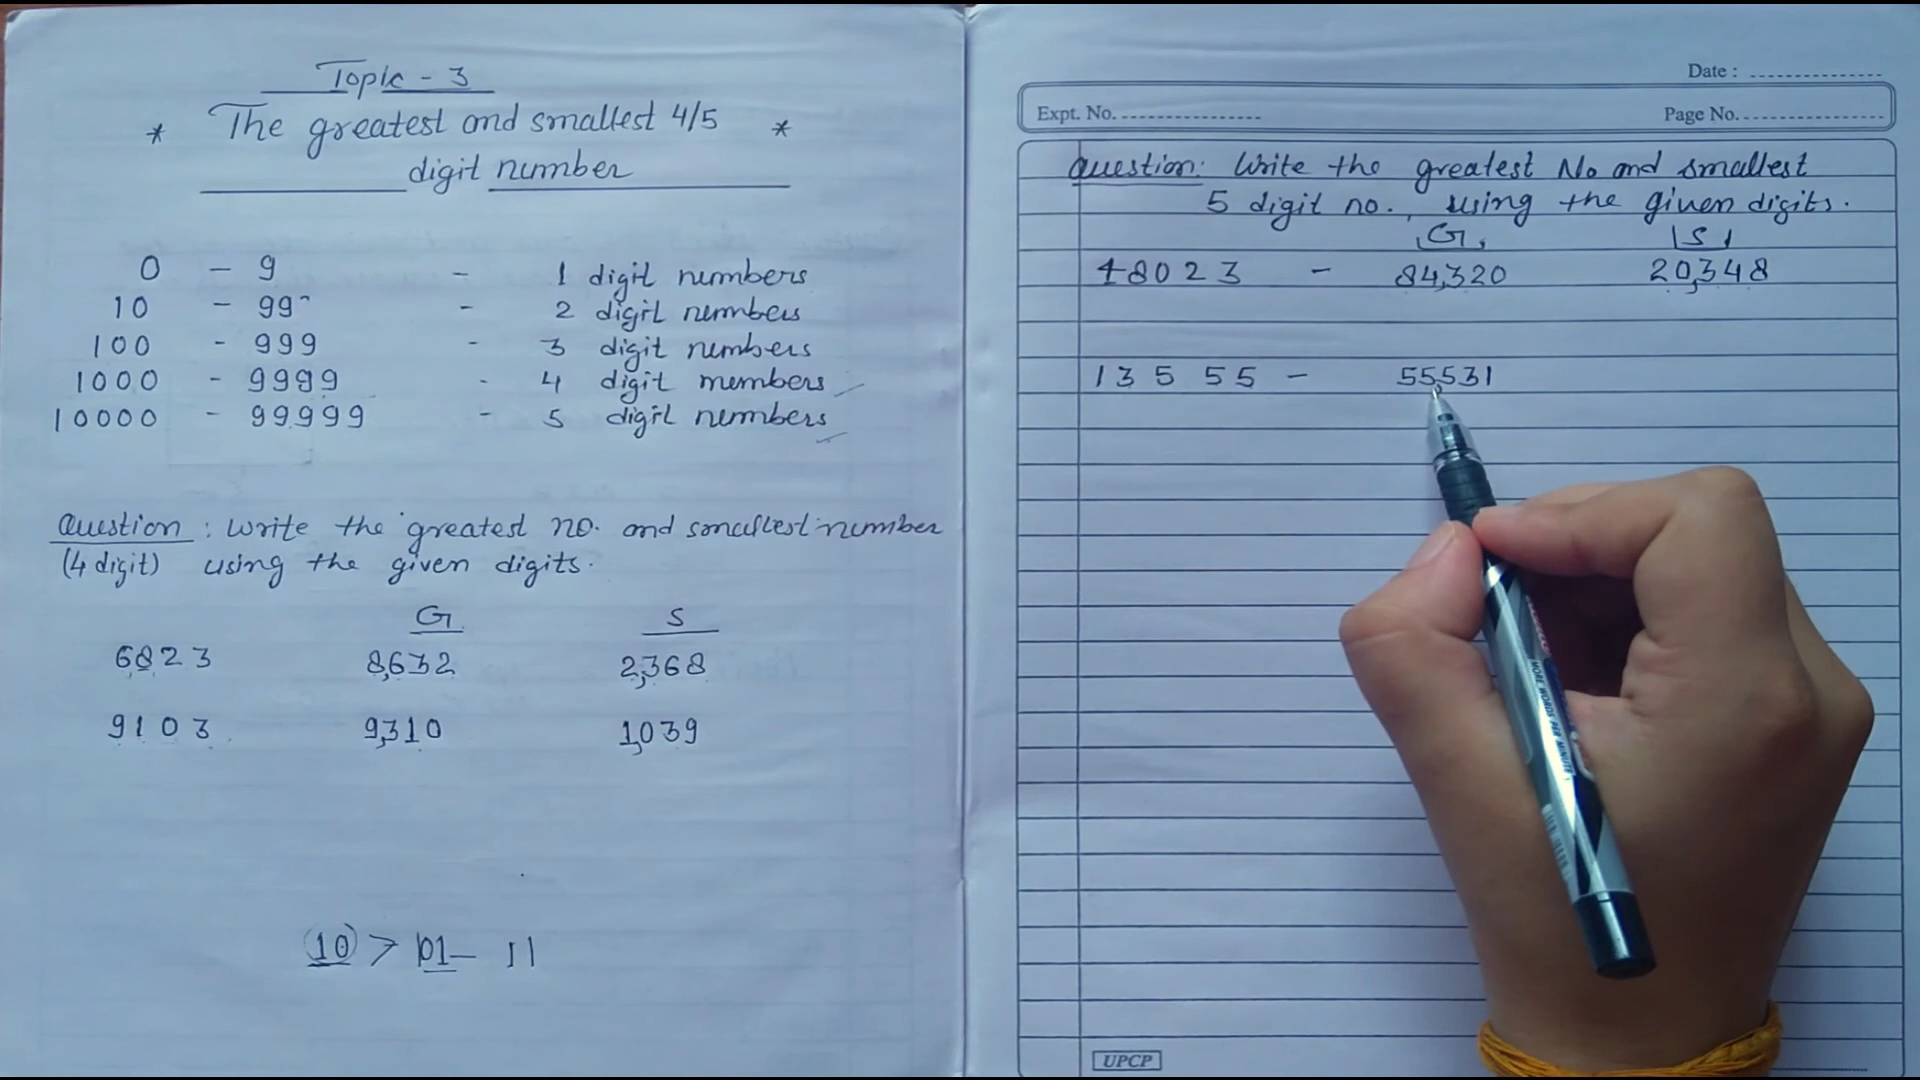 Topic - 3
* The greatest and smallest 4/5 *
digit number
0 - 9 - 1 digit numbers
10 - 99 - 2 digit numbers
100 - 999 - 3 digit numbers
1000 - 9999 - 4 digit numbers
10000 - 99999 - 5 digit numbers
Question : Write the greatest no. and smallest number
(4 digit) using the given digits.
G S
6823 8,632 2,368
9103 9,310 1,039
10 > 01 - 11
Date : 
Expt. No. Page No.
Question: Write the greatest No and smallest
5 digit no., using the given digits.
G S
48023 - 84,320 20,348
13555 - 55,531
UPCP
MORE WORDS PER MINUTE